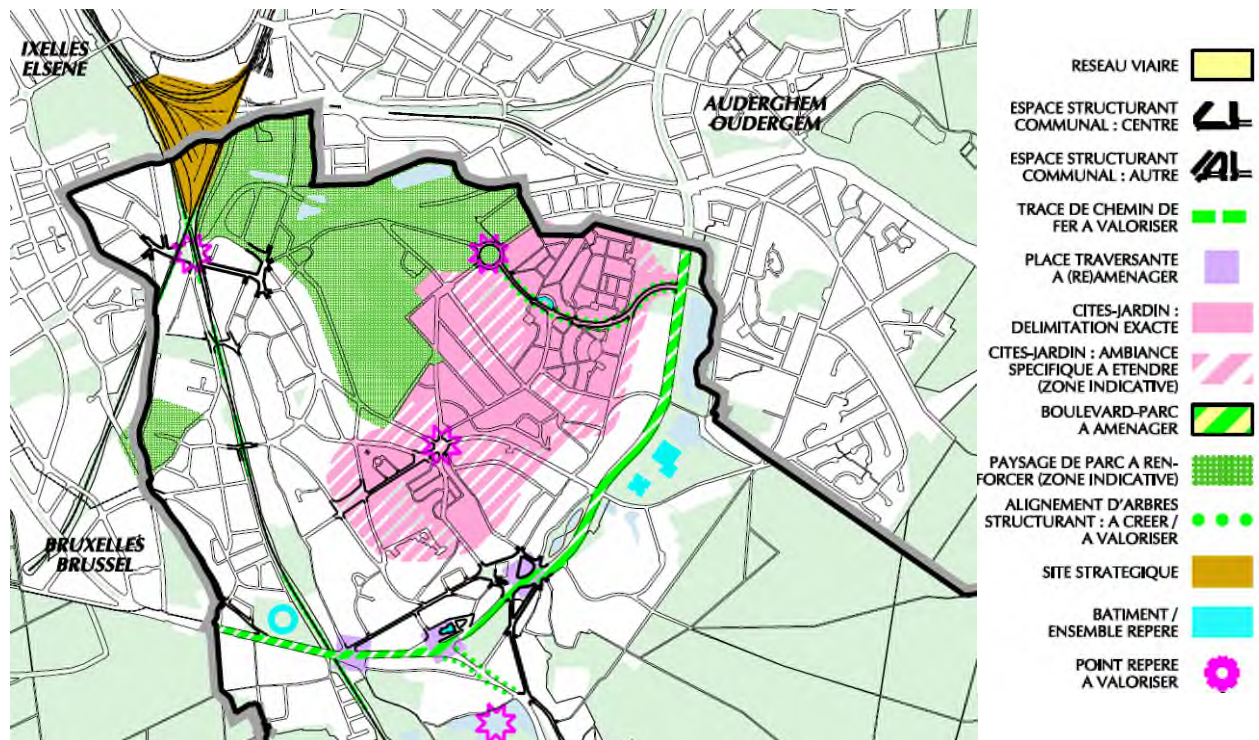 IXELLES
ELSENE
AUDERGHEM
OUDERGEM
BRUXELLES
BRUSSEL
RESEAU VIAIRE
ESPACE STRUCTURANT
COMMUNAL : CENTRE
ESPACE STRUCTURANT
COMMUNAL : AUTRE
TRACE DE CHEMIN DE
FER A VALORISER
PLACE TRAVERSANTE
A (RE)AMENAGER
CITES-JARDIN :
DELIMITATION EXACTE
CITES-JARDIN : AMBIANCE
SPECIFIQUE A ETENDRE
(ZONE INDICATIVE)
BOULEVARD-PARC
A AMENAGER
PAYSAGE DE PARC A REN-
FORCER (ZONE INDICATIVE)
ALIGNEMENT D'ARBRES
STRUCTURANT : A CREER /
A VALORISER
SITE STRATEGIQUE
BATIMENT /
ENSEMBLE REPERE
POINT REPERE
A VALORISER